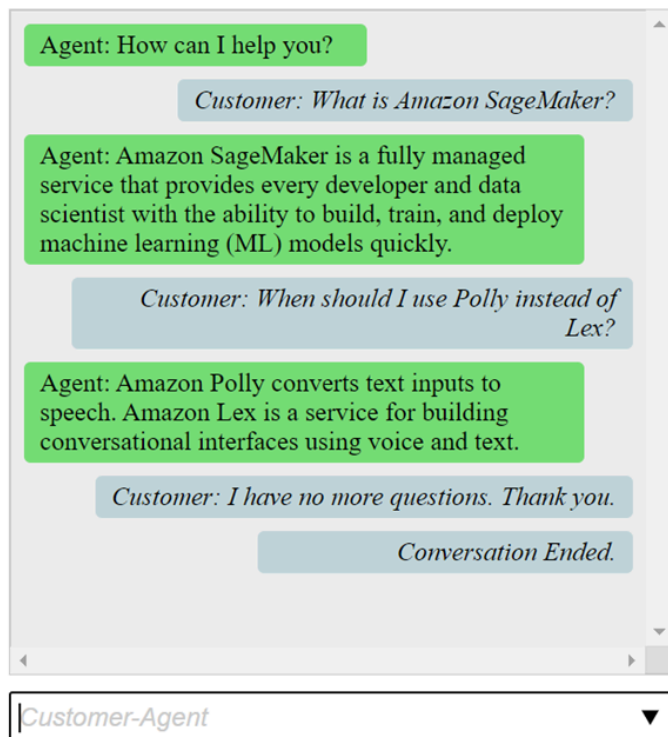 Agent: How can I help you?
Customer: What is Amazon SageMaker?
Agent: Amazon SageMaker is a fully managed
service that provides every developer and data
scientist with the ability to build, train, and deploy
machine learning (ML) models quickly.
Customer: When should I use Polly instead of
Lex?
Agent: Amazon Polly converts text inputs to
speech. Amazon Lex is a service for building
conversational interfaces using voice and text.
Customer: I have no more questions. Thank you.
Conversation Ended.
Customer-Agent